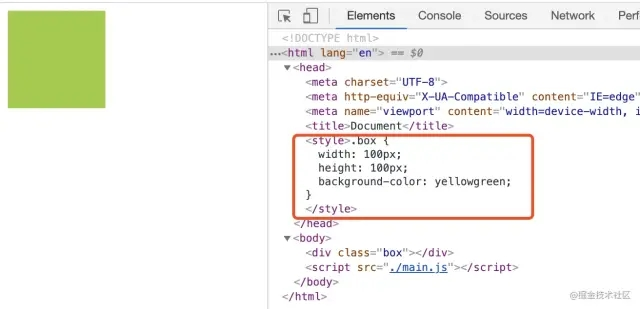 Elements Console Sources Network Perf
<!DOCTYPE html>
…<html lang="en"> == $0
▼<head>
<meta charset="UTF-8">
<meta http-equiv="X-UA-Compatible" content="IE=edge"
<meta name="viewport" content="width=device-width, i
<title>Document</title>
<style>.box {
width: 100px;
height: 100px;
background-color: yellowgreen;
}
</style>
</head>
▼<body>
<div class="box"></div>
<script src="./main.js"></script>
</body>
</html>
@掘金技术社区